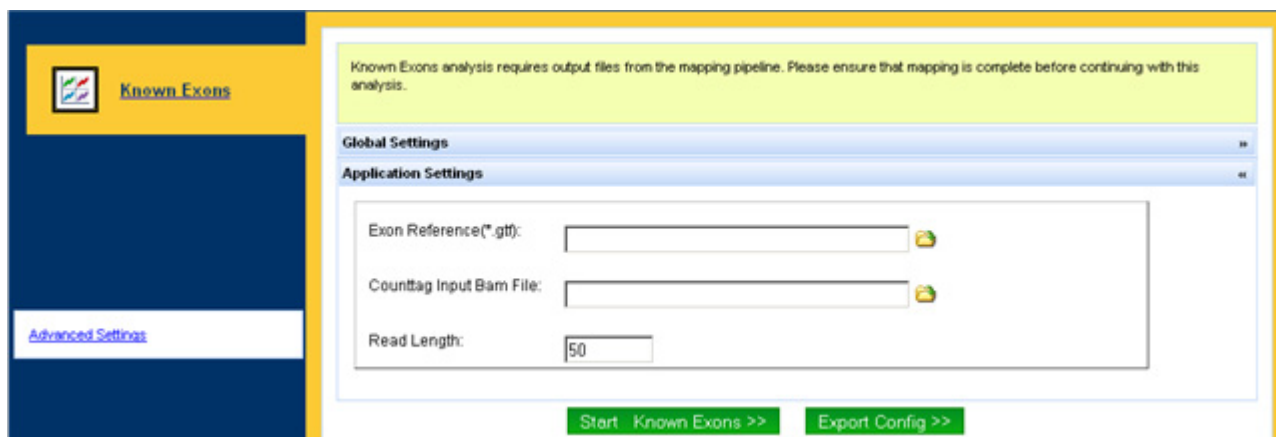 Known Exons
Advanced Settings
Known Exons analysis requires output files from the mapping pipeline. Please ensure that mapping is complete before continuing with this
analysis.
Global Settings »
Application Settings «
Exon Reference(*.gtf):
Counttag Input Bam File:
Read Length: 50
Start Known Exons >> Export Config >>